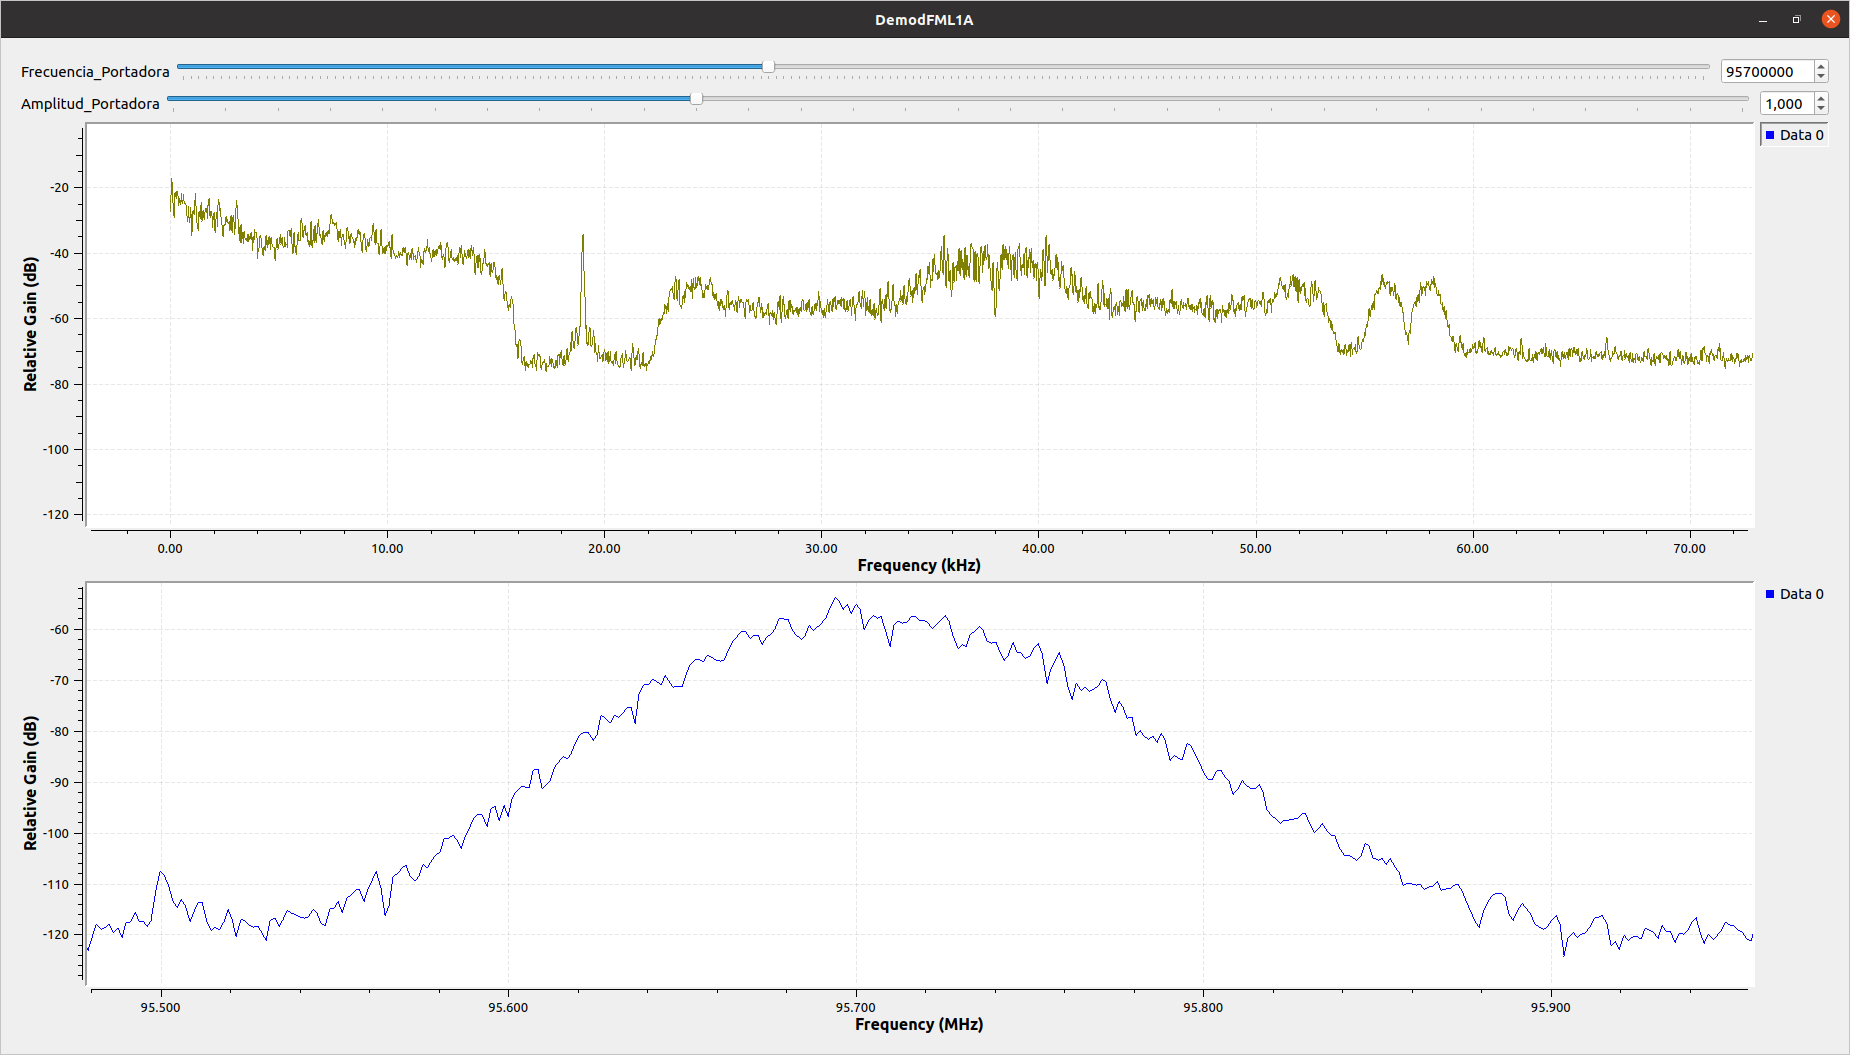 DemodFML1A
Frecuencia_Portadora 95700000
Amplitud_Portadora 1,000
Data 0
Relative Gain (dB)
-20
-40
-60
-80
-100
-120
0.00 10.00 20.00 30.00 40.00 50.00 60.00 70.00
Frequency (kHz)
Data 0
Relative Gain (dB)
-60
-70
-80
-90
-100
-110
-120
95.500 95.600 95.700 95.800 95.900
Frequency (MHz)